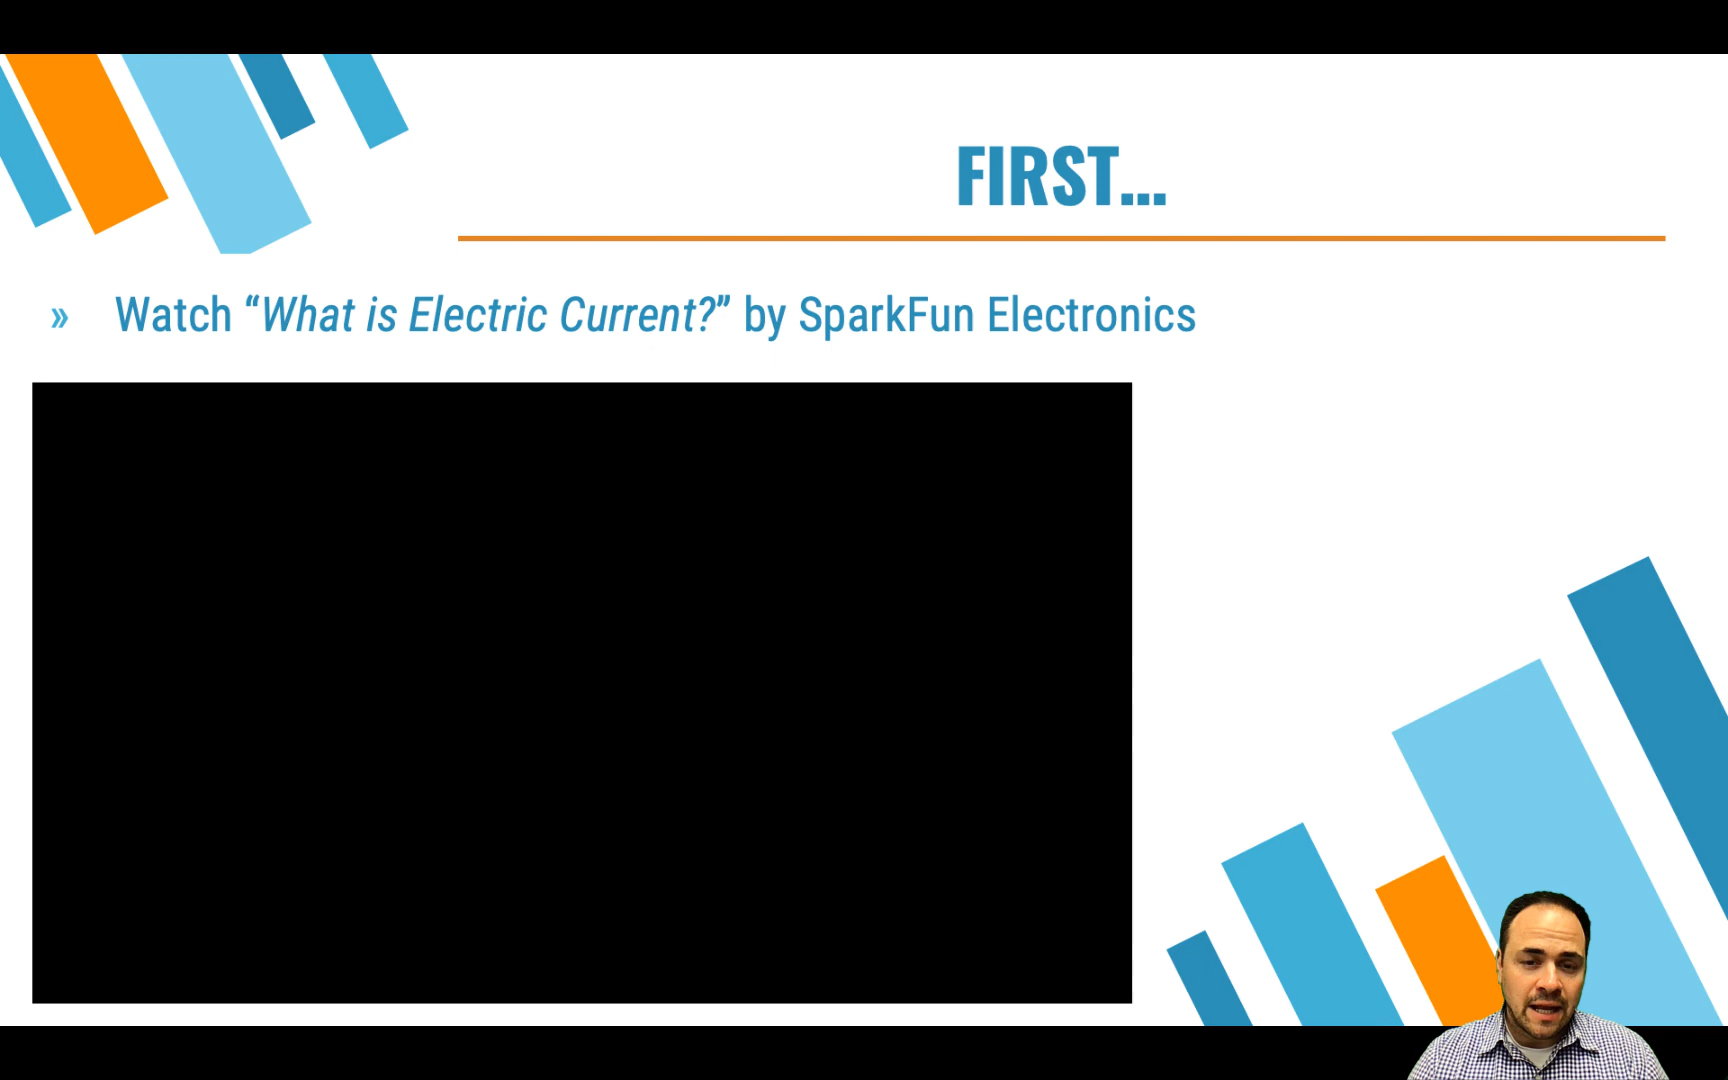 FIRST...
» Watch “What is Electric Current?” by SparkFun Electronics